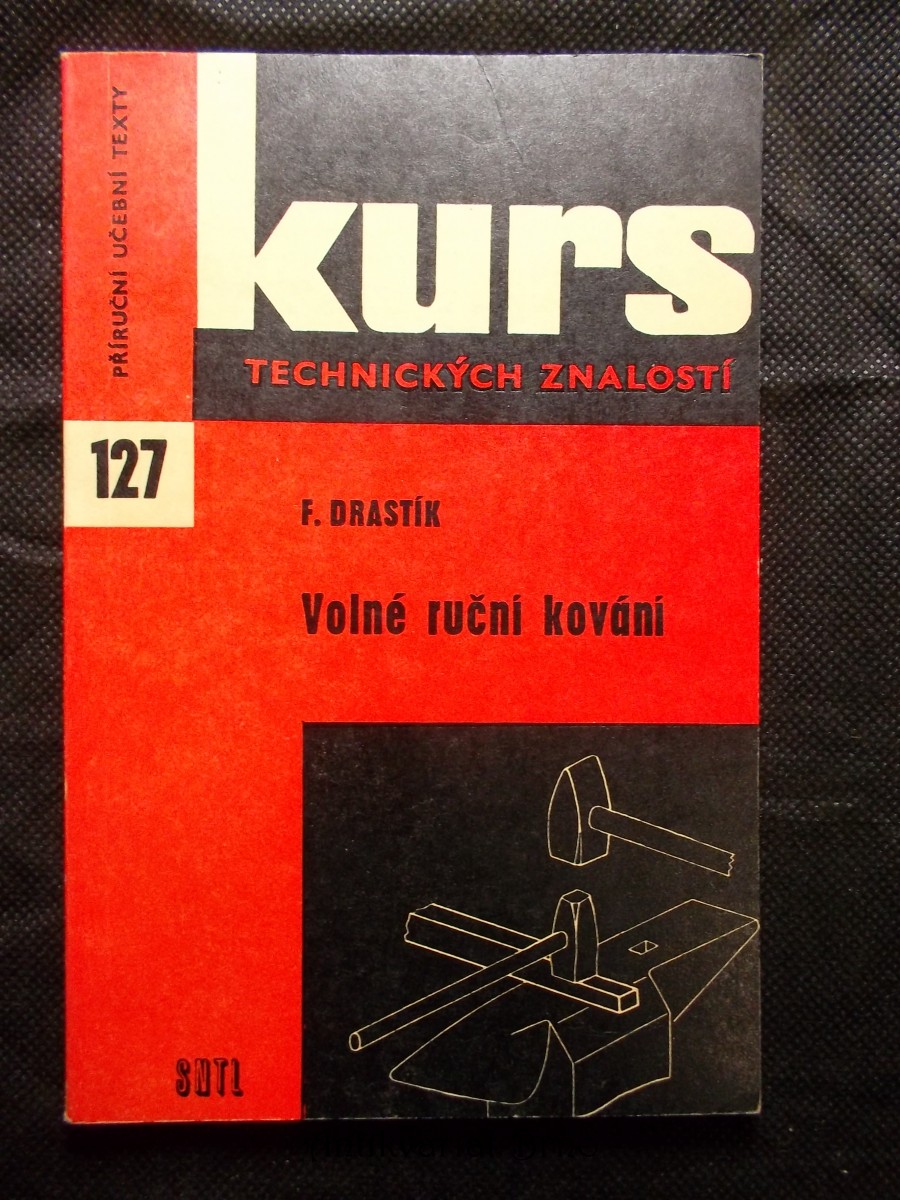 PŘÍRUČNÍ UČEBNÍ TEXTY
kurs
TECHNICKÝCH ZNALOSTÍ
127
F. DRASTÍK
Volné ruční kování
SNTL